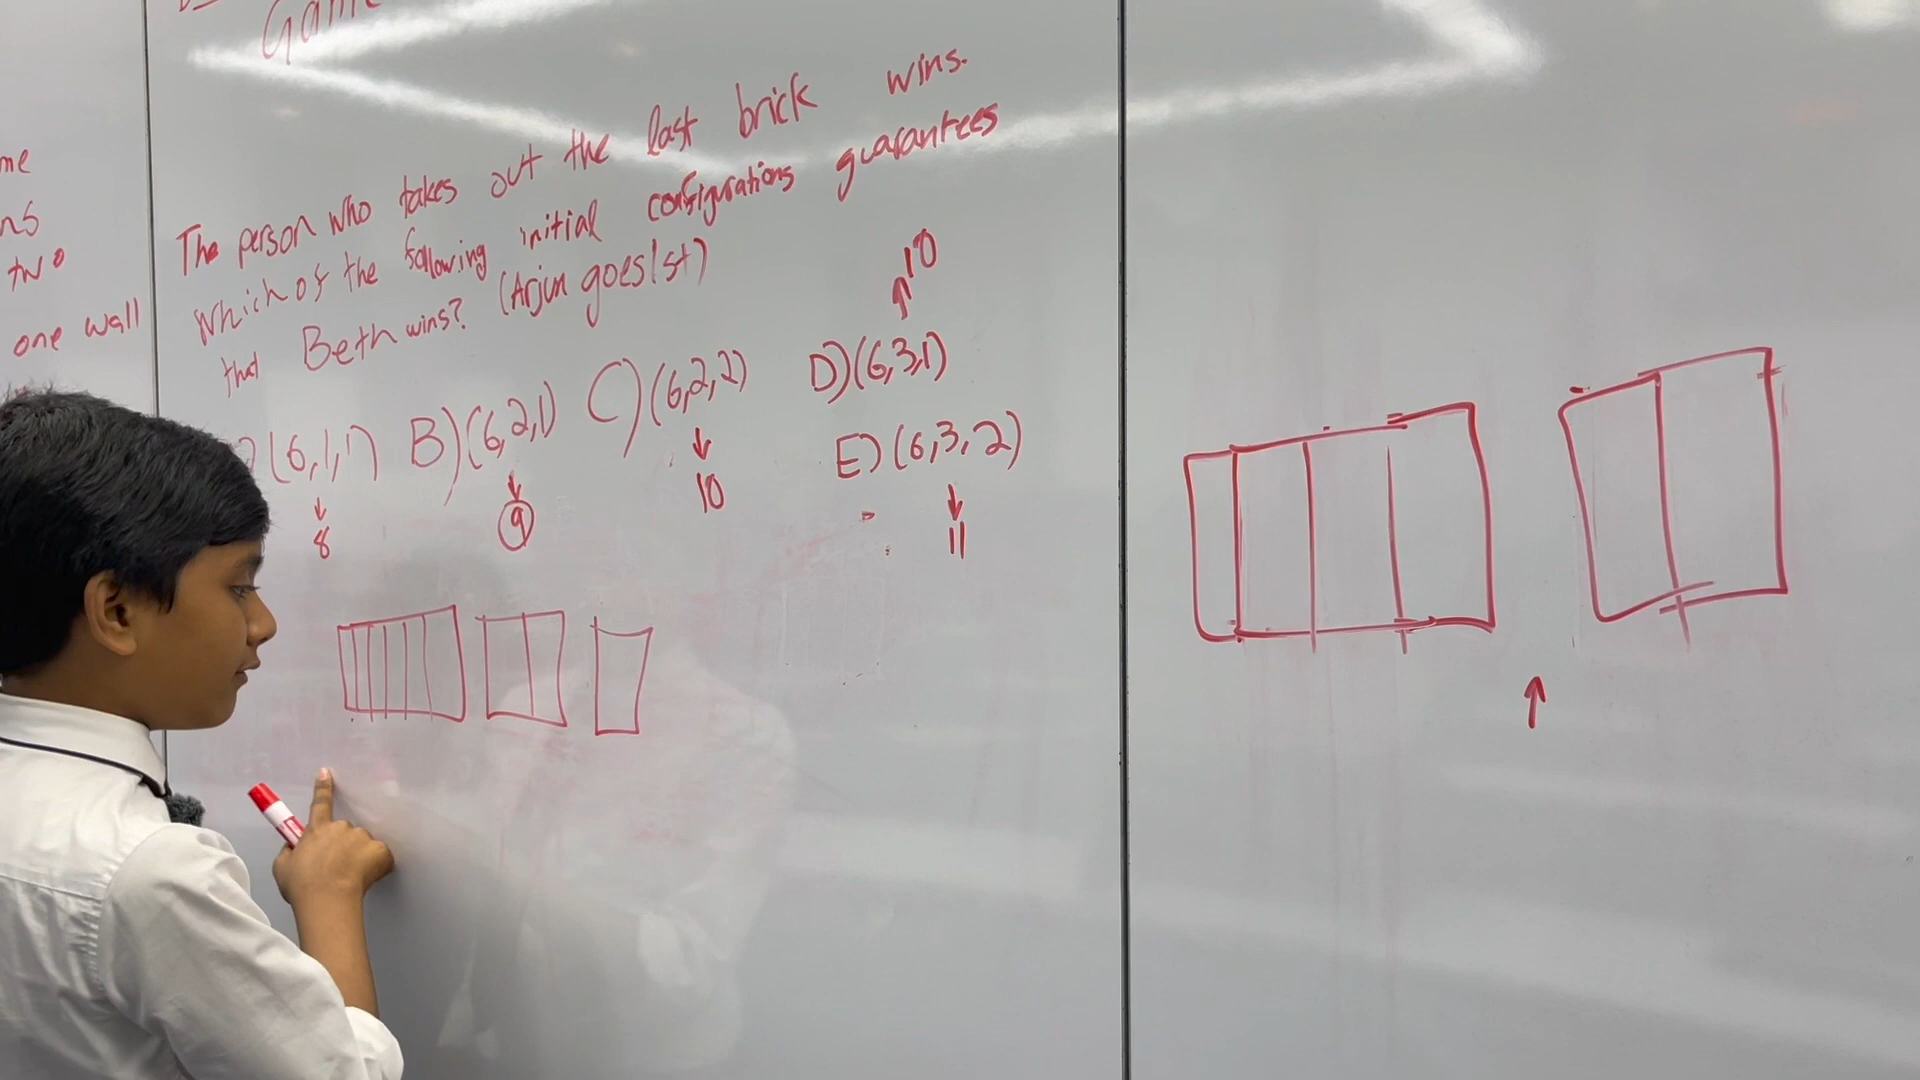 Game
me
ns
two
one wall
The person who takes out the last brick wins.
Which of the following initial configurations guarantees
that Beth wins? (Arjun goes 1st)
(6,1,1) B) (6,2,1) C) (6,2,2) D) (6,3,1)
↓ 8
↓ 9
↓ 10
↑ 10
E) (6,3,2)
↓ 11
↑